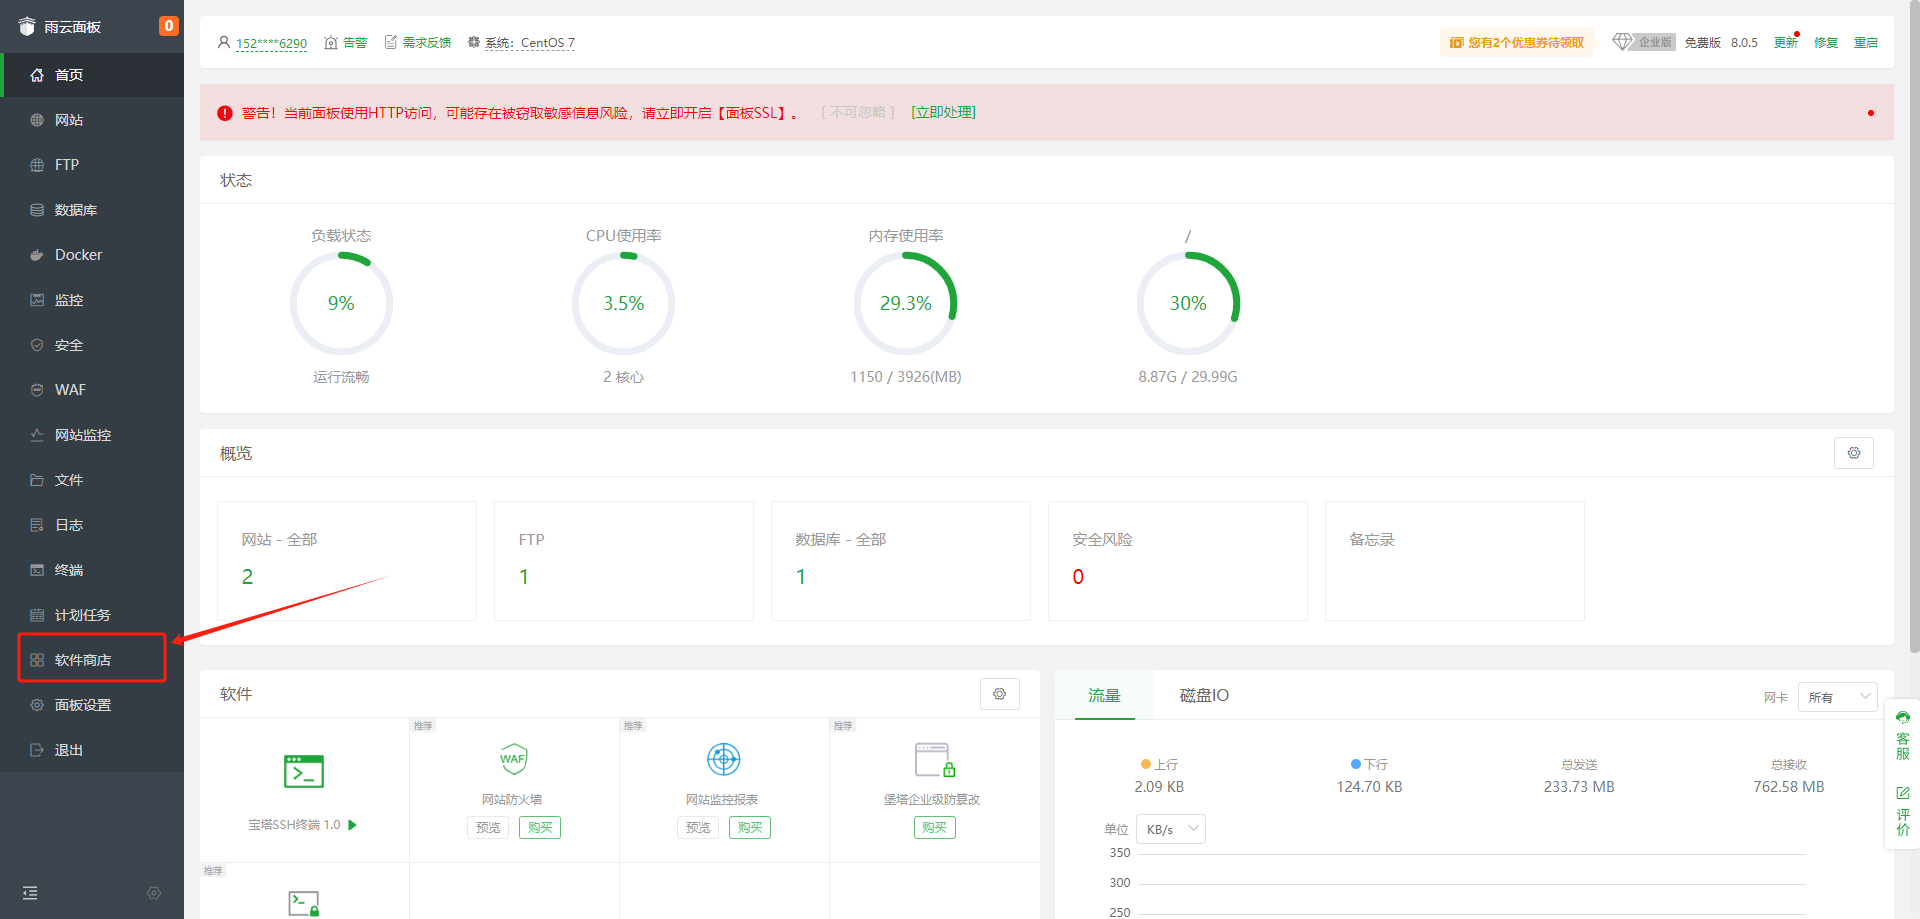 雨云面板
0
首页
网站
FTP
数据库
Docker
监控
安全
WAF
网站监控
文件
日志
终端
计划任务
软件商店
面板设置
退出
152****6290 告警 需求反馈 系统：CentOS 7
您有2个优惠券待领取 企业版 免费版 8.0.5 更新 修复 重启
警告！当前面板使用HTTP访问，可能存在被窃取敏感信息风险，请立即开启【面板SSL】。 [ 不可忽略 ] [立即处理]
状态
负载状态 CPU使用率 内存使用率 /
9% 3.5% 29.3% 30%
运行流畅 2 核心 1150 / 3926(MB) 8.87G / 29.99G
概览
网站 - 全部 FTP 数据库 - 全部 安全风险 备忘录
2 1 1 0
软件
推荐 推荐 推荐
WAF
网站防火墙 网站监控报表 堡塔企业级防篡改
宝塔SSH终端 1.0
预览 购买 预览 购买 购买
推荐
流量 磁盘IO 网卡 所有
上行 下行 总发送 总接收
2.09 KB 124.70 KB 233.73 MB 762.58 MB
单位 KB/s
350
300
250
客服
评价